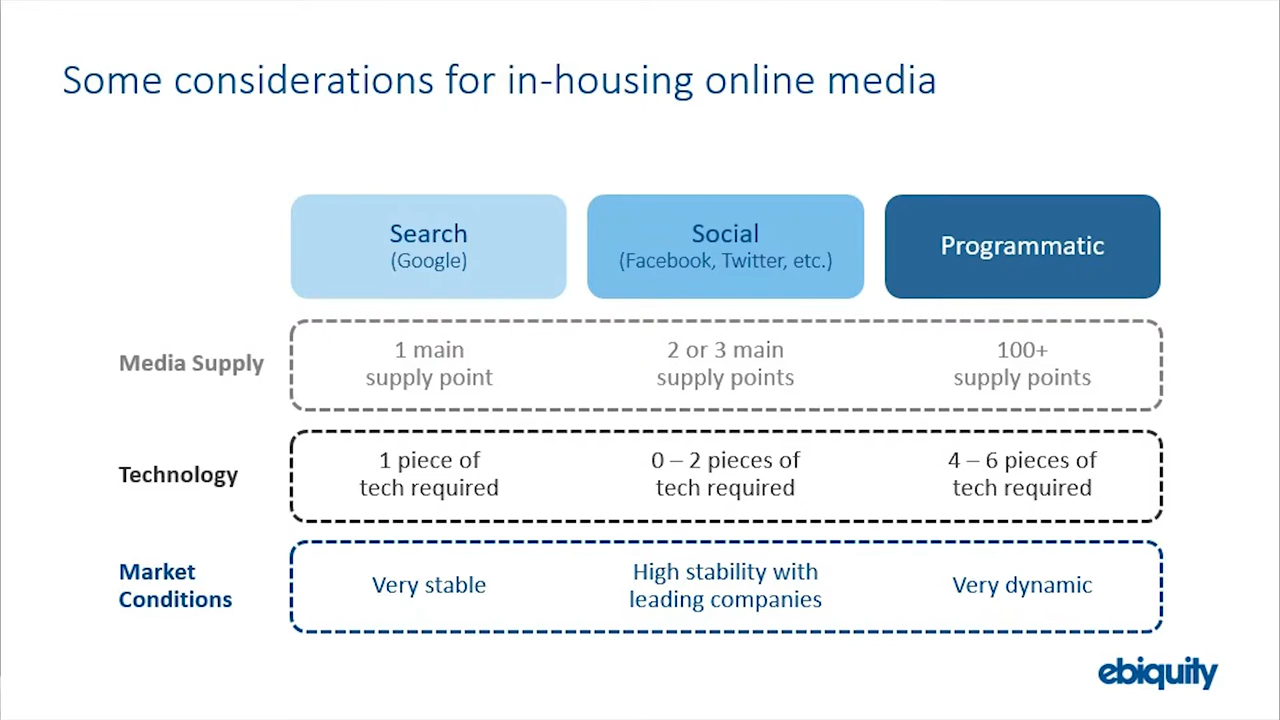 Some considerations for in-housing online media
Search
(Google)
Social
(Facebook, Twitter, etc.)
Programmatic
Media Supply
1 main
supply point
2 or 3 main
supply points
100+
supply points
Technology
1 piece of
tech required
0 – 2 pieces of
tech required
4 – 6 pieces of
tech required
Market
Conditions
Very stable
High stability with
leading companies
Very dynamic
ebiquity